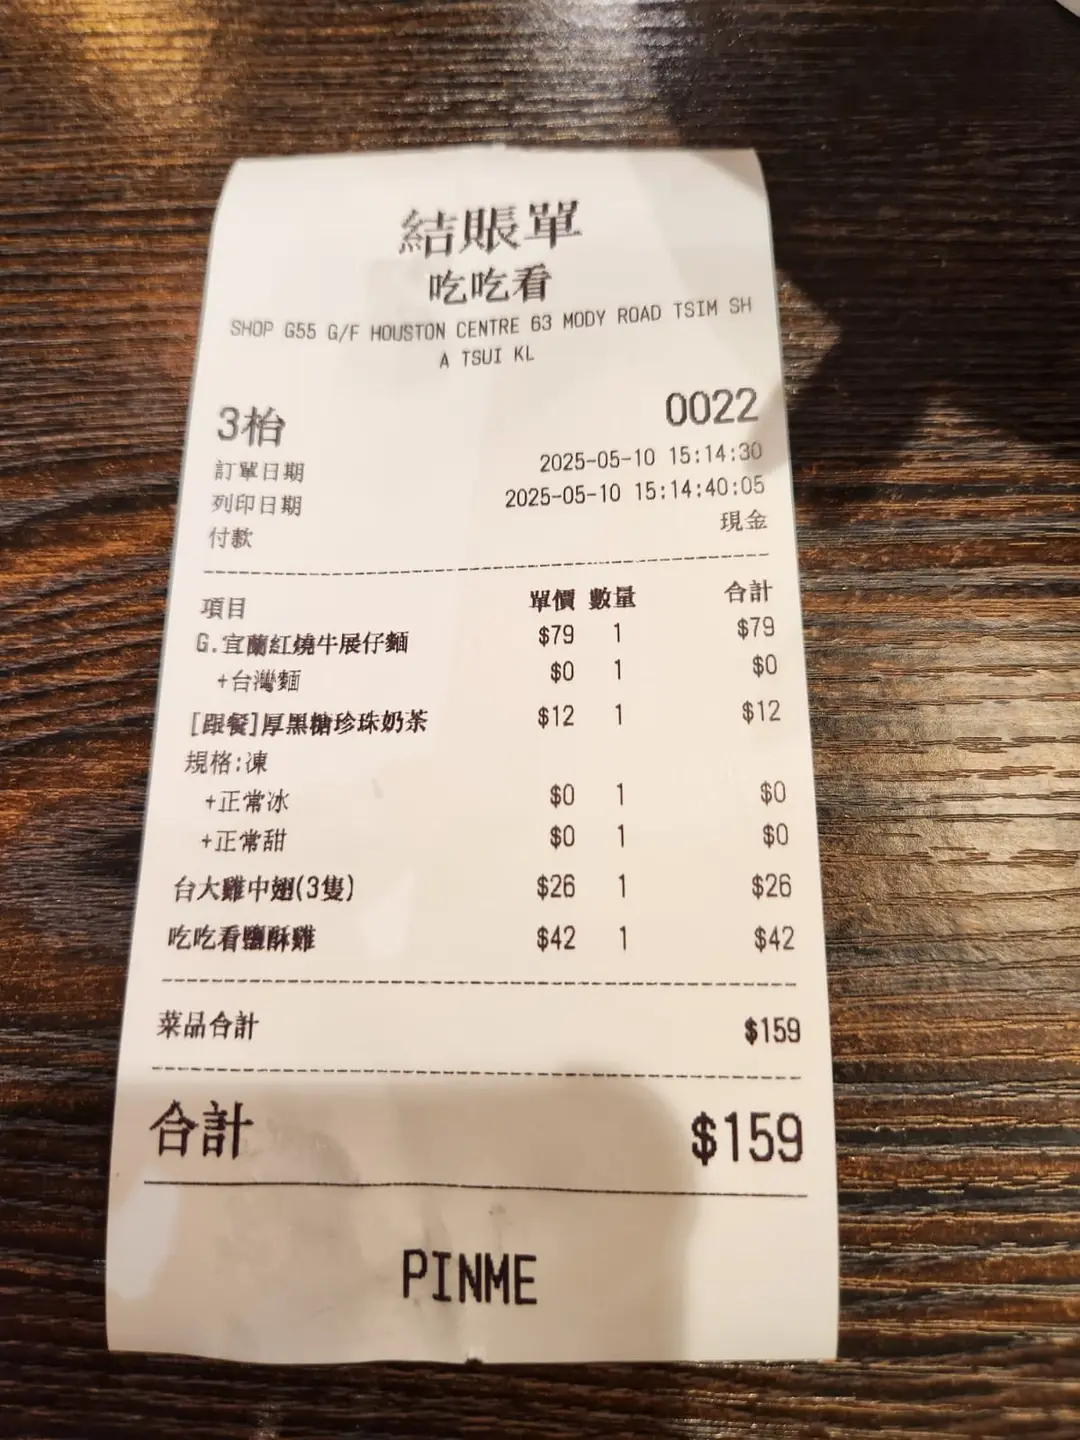 結賬單
吃吃看
SHOP G55 G/F HOUSTON CENTRE 63 MODY ROAD TSIM SH
A TSUI KL
3枱 0022
訂單日期 2025-05-10 15:14:30
列印日期 2025-05-10 15:14:40:05
付款 現金
項目 單價 數量 合計
G.宜蘭紅燒牛展仔麵 $79 1 $79
+台灣麵 $0 1 $0
[跟餐]厚黑糖珍珠奶茶 $12 1 $12
規格:凍
+正常冰 $0 1 $0
+正常甜 $0 1 $0
台大雞中翅(3隻) $26 1 $26
吃吃看鹽酥雞 $42 1 $42
菜品合計 $159
合計 $159
PINME